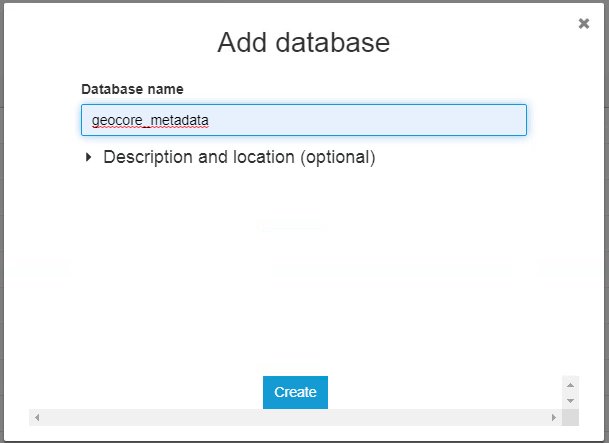 Add database
Database name
geocore_metadata
Description and location (optional)
Create